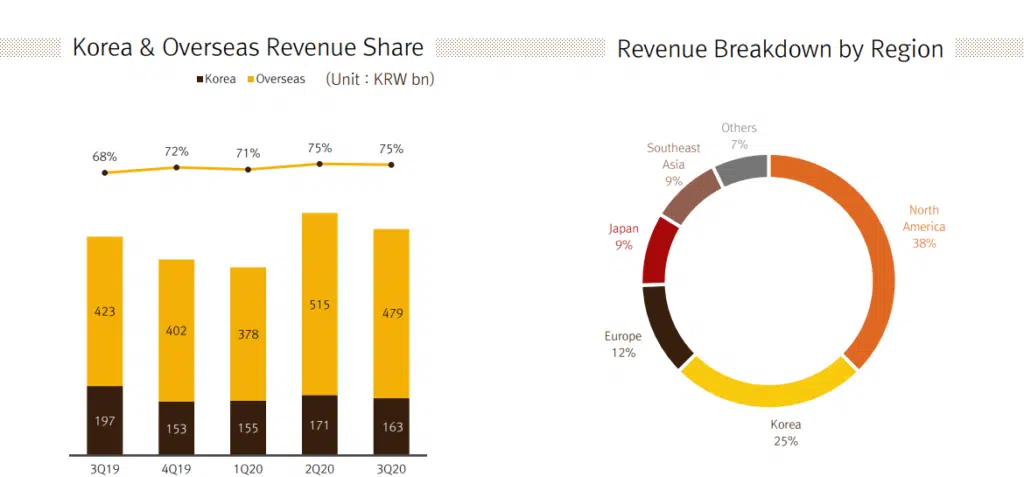 Korea & Overseas Revenue Share
Korea Overseas (Unit : KRW bn)
68% 72% 71% 75% 75%
423 402 378 515 479
197 153 155 171 163
3Q19 4Q19 1Q20 2Q20 3Q20
Revenue Breakdown by Region
Others
7%
Southeast
Asia
9%
North
America
38%
Japan
9%
Europe
12%
Korea
25%